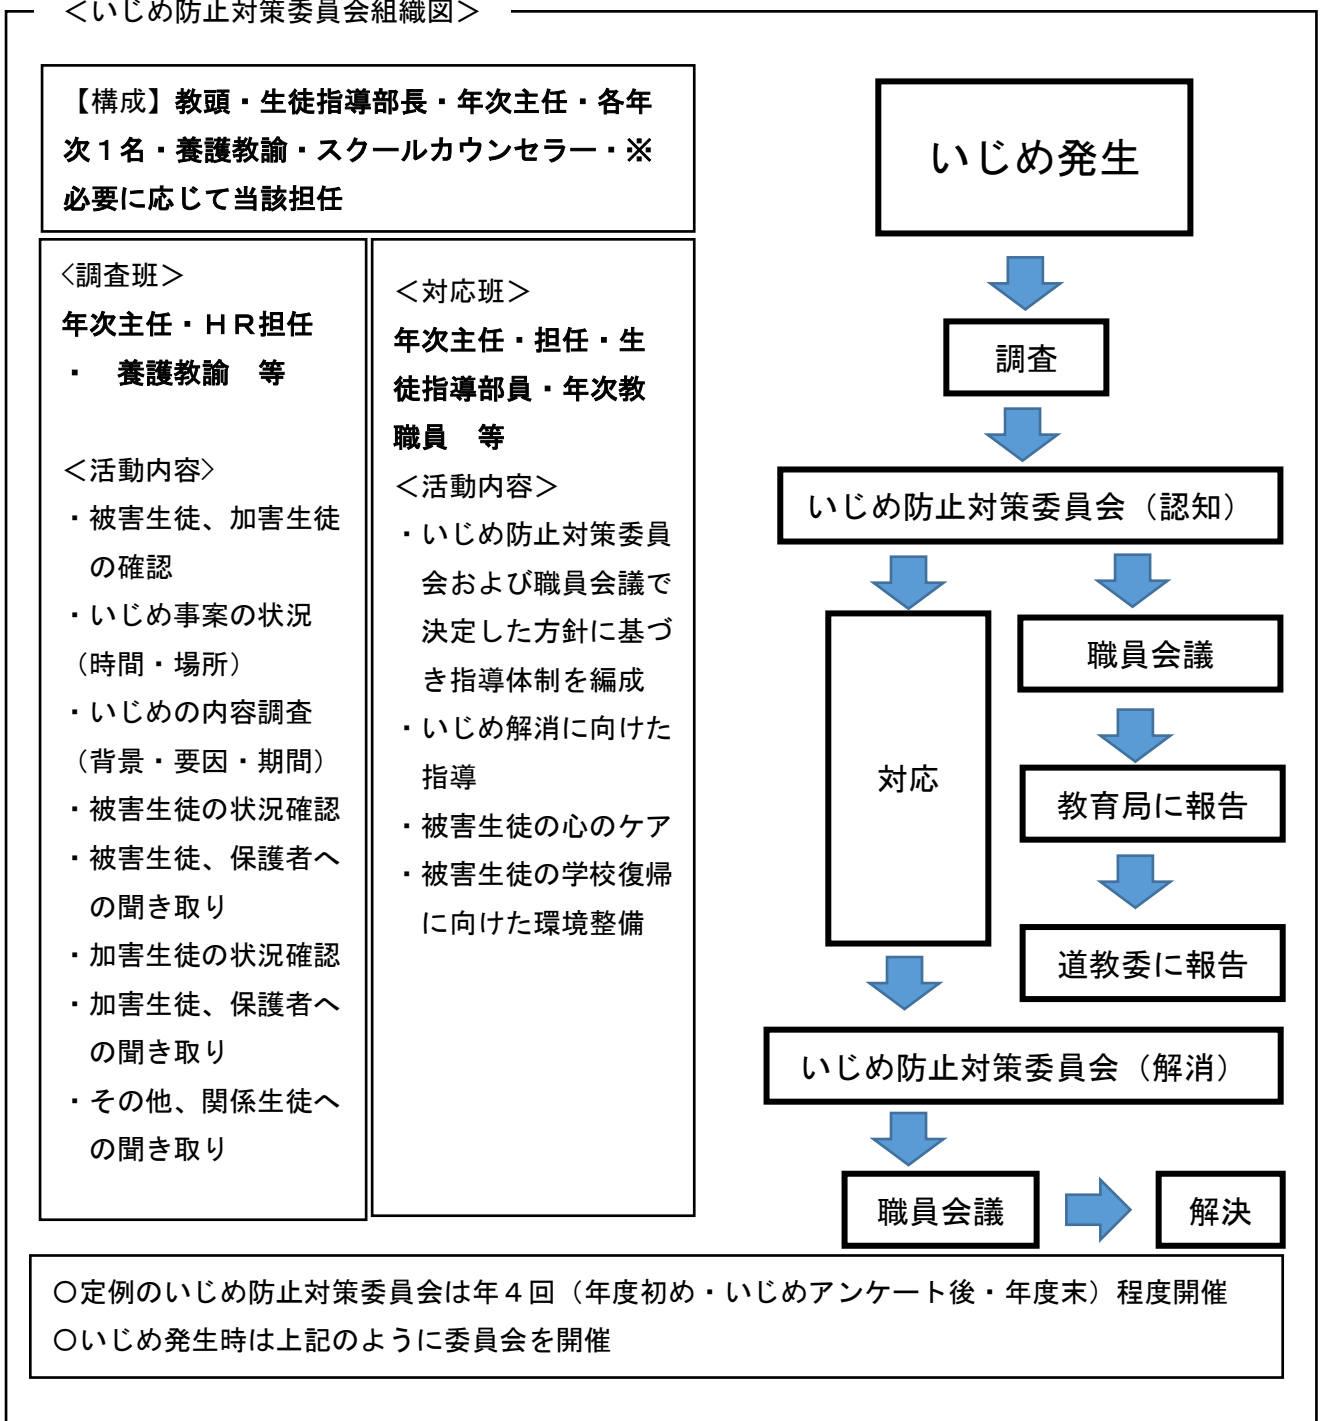 ＜いじめ防止対策委員会組織図＞
【構成】教頭・生徒指導部長・年次主任・各年
次１名・養護教諭・スクールカウンセラー・※
必要に応じて当該担任
〈調査班＞
年次主任・ＨＲ担任
・　養護教諭　等
＜活動内容〉
・被害生徒、加害生徒
の確認
・いじめ事案の状況
（時間・場所）
・いじめの内容調査
（背景・要因・期間）
・被害生徒の状況確認
・被害生徒、保護者へ
の聞き取り
・加害生徒の状況確認
・加害生徒、保護者へ
の聞き取り
・その他、関係生徒へ
の聞き取り
＜対応班＞
年次主任・担任・生
徒指導部員・年次教
職員　等
＜活動内容＞
・いじめ防止対策委員
会および職員会議で
決定した方針に基づ
き指導体制を編成
・いじめ解消に向けた
指導
・被害生徒の心のケア
・被害生徒の学校復帰
に向けた環境整備
いじめ発生
調査
いじめ防止対策委員会（認知）
対応
職員会議
教育局に報告
道教委に報告
いじめ防止対策委員会（解消）
職員会議
解決
〇定例のいじめ防止対策委員会は年４回（年度初め・いじめアンケート後・年度末）程度開催
〇いじめ発生時は上記のように委員会を開催